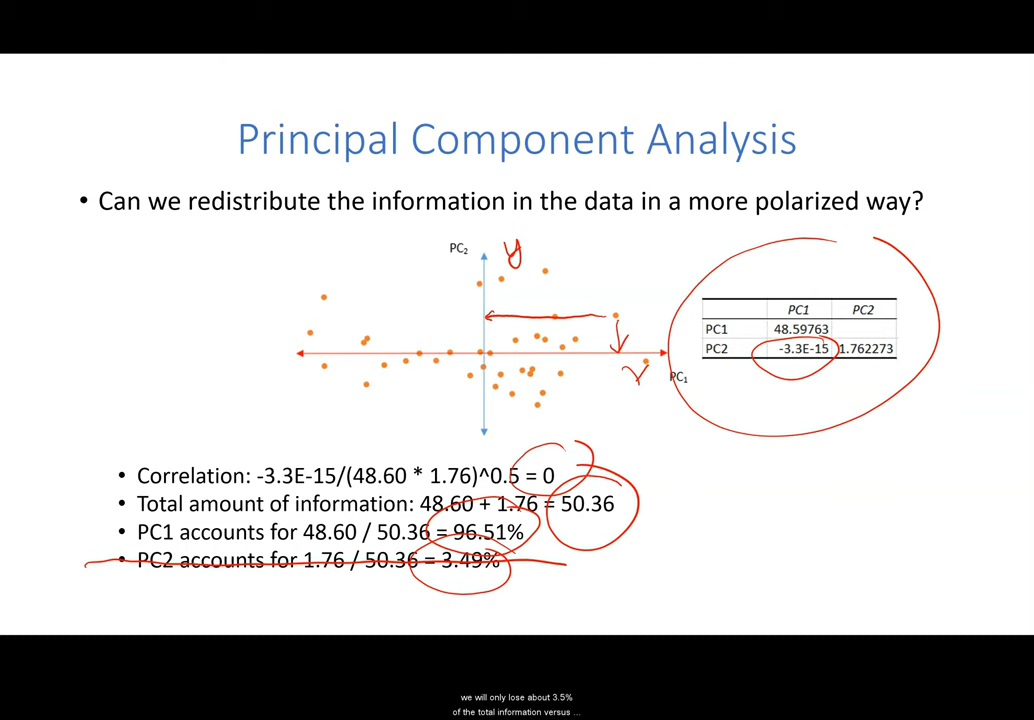 Principal Component Analysis
• Can we redistribute the information in the data in a more polarized way?
PC2
y
PC1
PC1 PC2
PC1 48.59763
PC2 -3.3E-15 1.762273
• Correlation: -3.3E-15/(48.60 * 1.76)^0.5 = 0
• Total amount of information: 48.60 + 1.76 = 50.36
• PC1 accounts for 48.60 / 50.36 = 96.51%
• PC2 accounts for 1.76 / 50.36 = 3.49%
we will only lose about 3.5%
of the total information versus ...